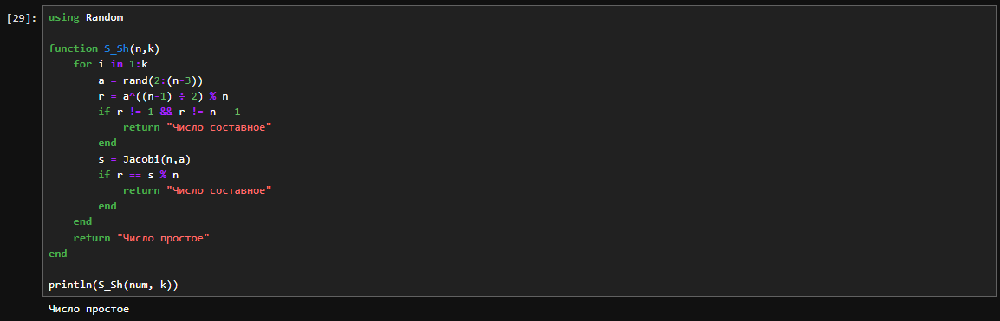 [29]: using Random
function S_Sh(n,k)
for i in 1:k
a = rand(2:(n-3))
r = a^((n-1) ÷ 2) % n
if r != 1 && r != n - 1
return "Число составное"
end
s = Jacobi(n,a)
if r == s % n
return "Число составное"
end
end
return "Число простое"
end
println(S_Sh(num, k))
Число простое